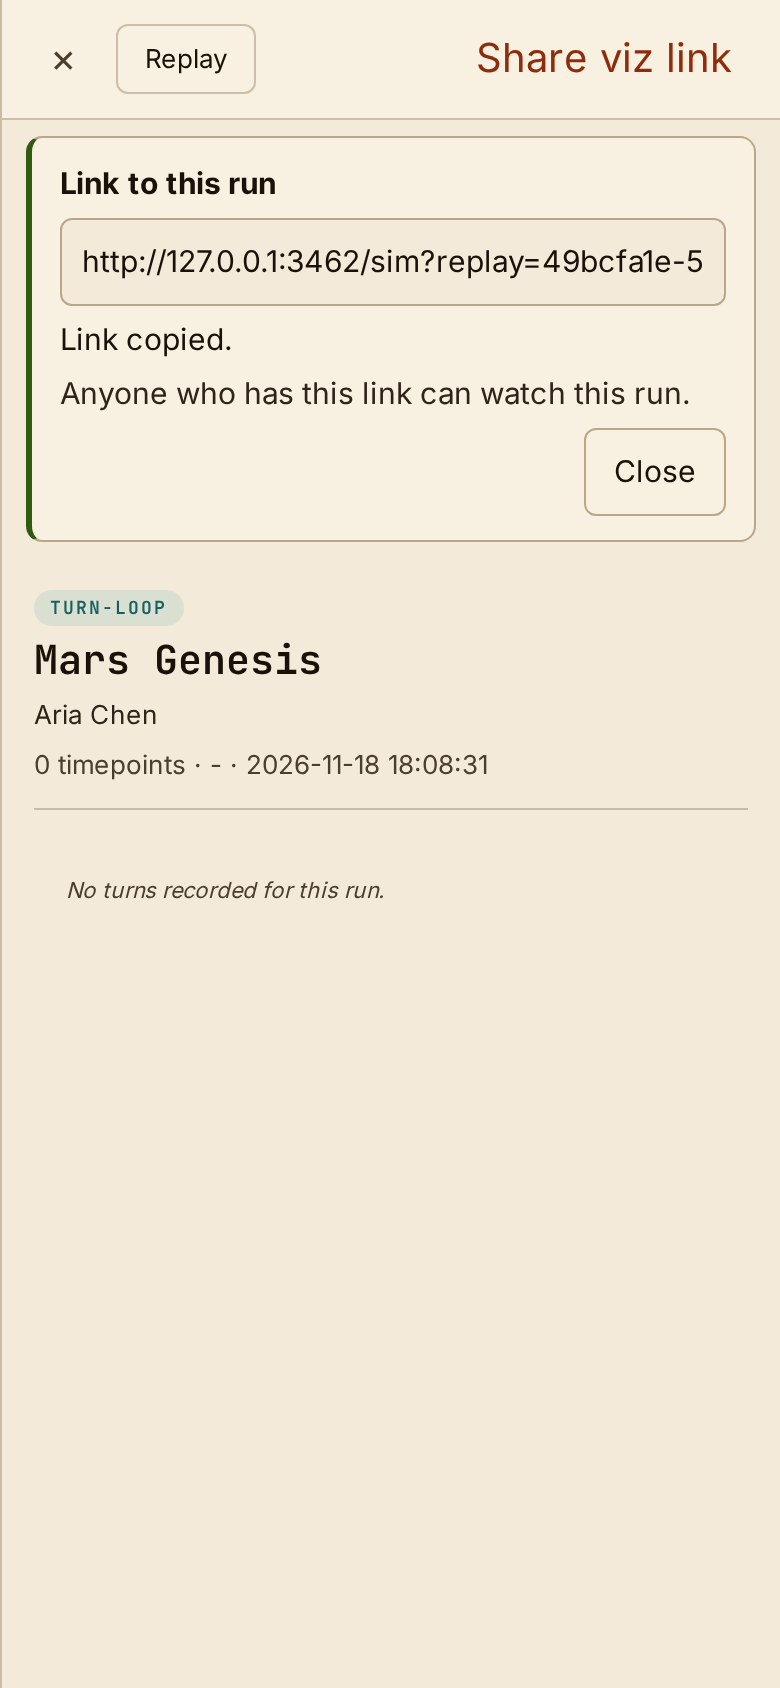 × Replay Share viz link
Link to this run
http://127.0.0.1:3462/sim?replay=49bcfa1e-5
Link copied.
Anyone who has this link can watch this run.
Close
TURN-LOOP
Mars Genesis
Aria Chen
0 timepoints · - · 2026-11-18 18:08:31
No turns recorded for this run.